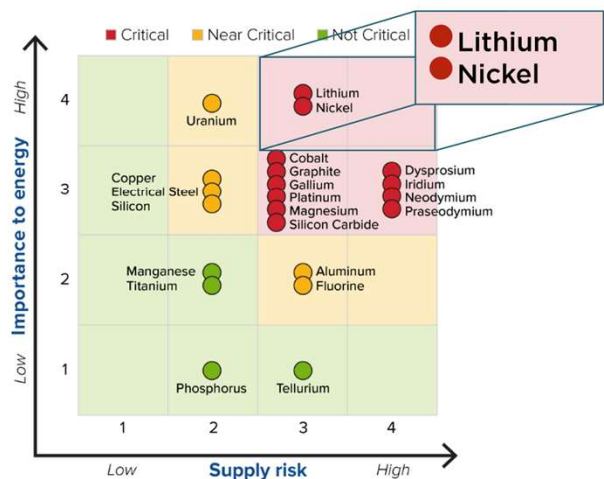 Critical
Near Critical
Not Critical
Lithium
Nickel
High
Importance to energy
Low
4
3
2
1
Uranium
Lithium
Nickel
Copper
Electrical Steel
Silicon
Cobalt
Graphite
Gallium
Platinum
Magnesium
Silicon Carbide
Dysprosium
Iridium
Neodymium
Praseodymium
Manganese
Titanium
Aluminum
Fluorine
Phosphorus
Tellurium
1
2
3
4
Low
Supply risk
High